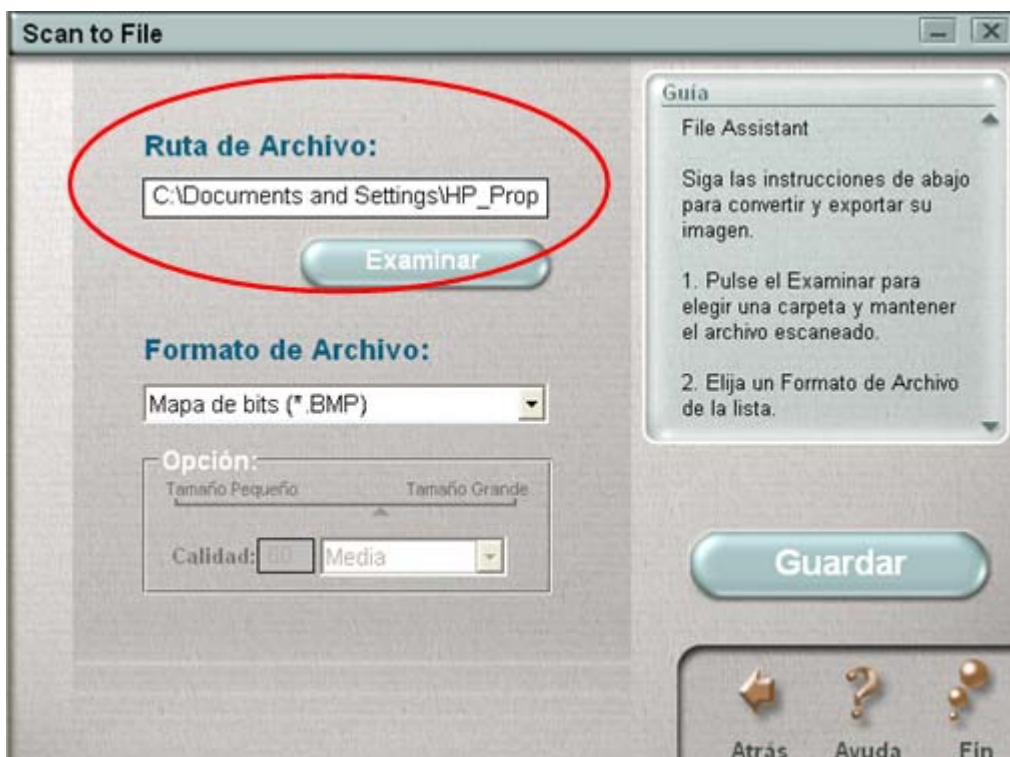 Scan to File
Ruta de Archivo:
C:\Documents and Settings\HP_Prop
Examinar
Formato de Archivo:
Mapa de bits (*.BMP)
Opción:
Tamaño Pequeño Tamaño Grande
Calidad: 80 Media
Guía
File Assistant
Siga las instrucciones de abajo
para convertir y exportar su
imagen.
1. Pulse el Examinar para
elegir una carpeta y mantener
el archivo escaneado.
2. Elija un Formato de Archivo
de la lista.
Guardar
Atrás Ayuda Fin